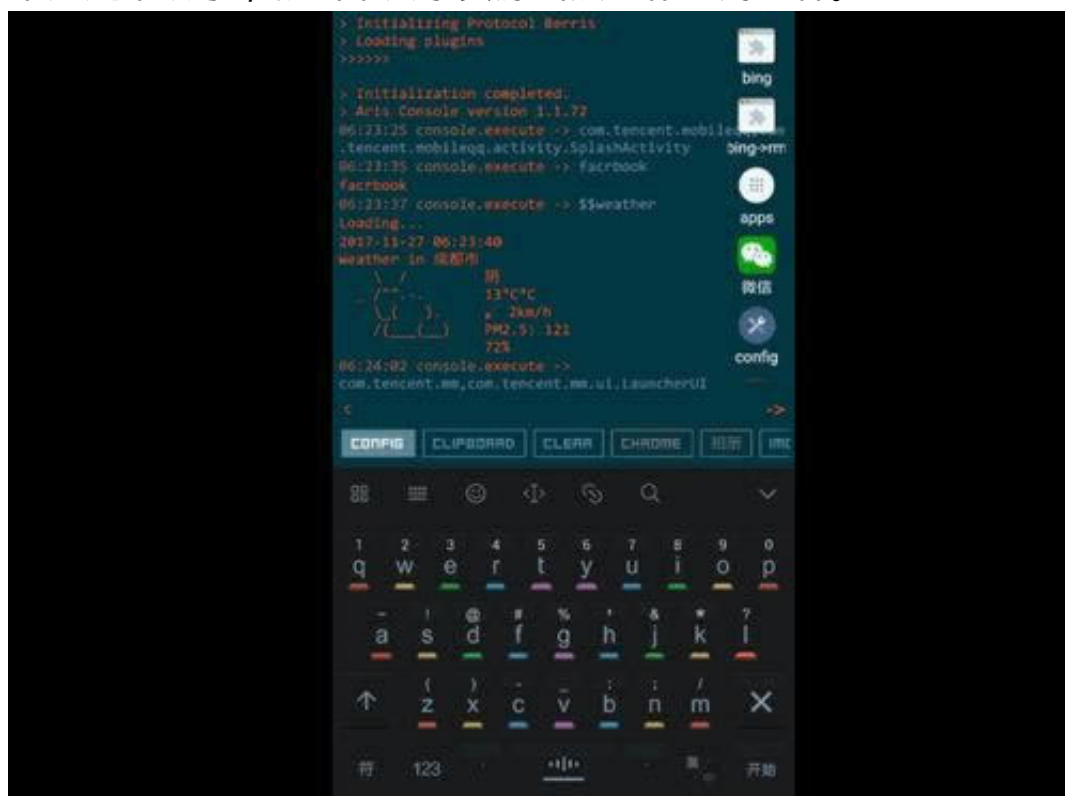 > Initializing Protocol Berris
> Loading plugins
>>>>>>
> Initialization completed.
> Aris Console version 1.1.72
06:23:25 console.execute -> com.tencent.mobileqq,com
.tencent.mobileqq.activity.SplashActivity
06:23:35 console.execute -> facrbook
facrbook
06:23:37 console.execute -> $$weather
Loading...
2017-11-27 06:23:40
weather in 成都市
阴
13°C°C
2km/h
PM2.5: 121
72%
06:24:02 console.execute ->
com.tencent.mm,com.tencent.mm.ui.LauncherUI
< ->
bing
bing->rm
apps
微信
config
CONFIG CLIPBOARD CLEAR CHROME IMC
1 2 3 4 5 6 7 8 9 0
q w e r t y u i o p
- ! @ # % ' & * ?
a s d f g h j k l
( ) - _ : ; /
z x c v b n m
符 123 开始